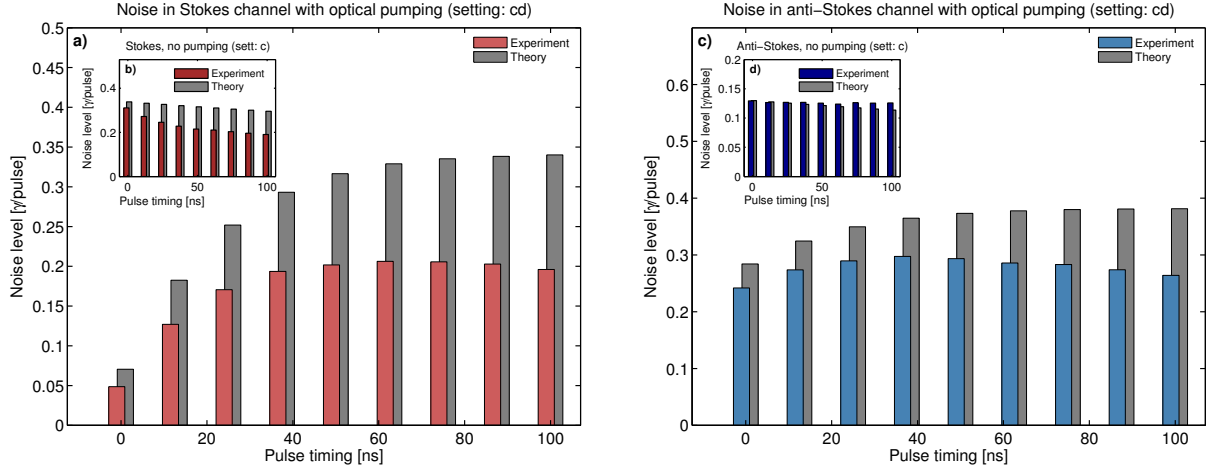 Noise in Stokes channel with optical pumping (setting: cd)
0.5
0.45
0.4
0.35
0.3
0.25
0.2
0.15
0.1
0.05
0
Noise level [γ/pulse]
a)
Experiment
Theory
Stokes, no pumping (sett: c)
b)
Experiment
Theory
0.4
0.2
0
Noise level [γ/pulse]
0 50 100
Pulse timing [ns]
0 20 40 60 80 100
Pulse timing [ns]
Noise in anti−Stokes channel with optical pumping (setting: cd)
0.6
0.5
0.4
0.3
0.2
0.1
0
Noise level [γ/pulse]
c)
Experiment
Theory
Anti−Stokes, no pumping (sett: c)
d)
Experiment
Theory
0.2
0.15
0.1
0.05
0
Noise level [γ/pulse]
0 50 100
Pulse timing [ns]
0 20 40 60 80 100
Pulse timing [ns]